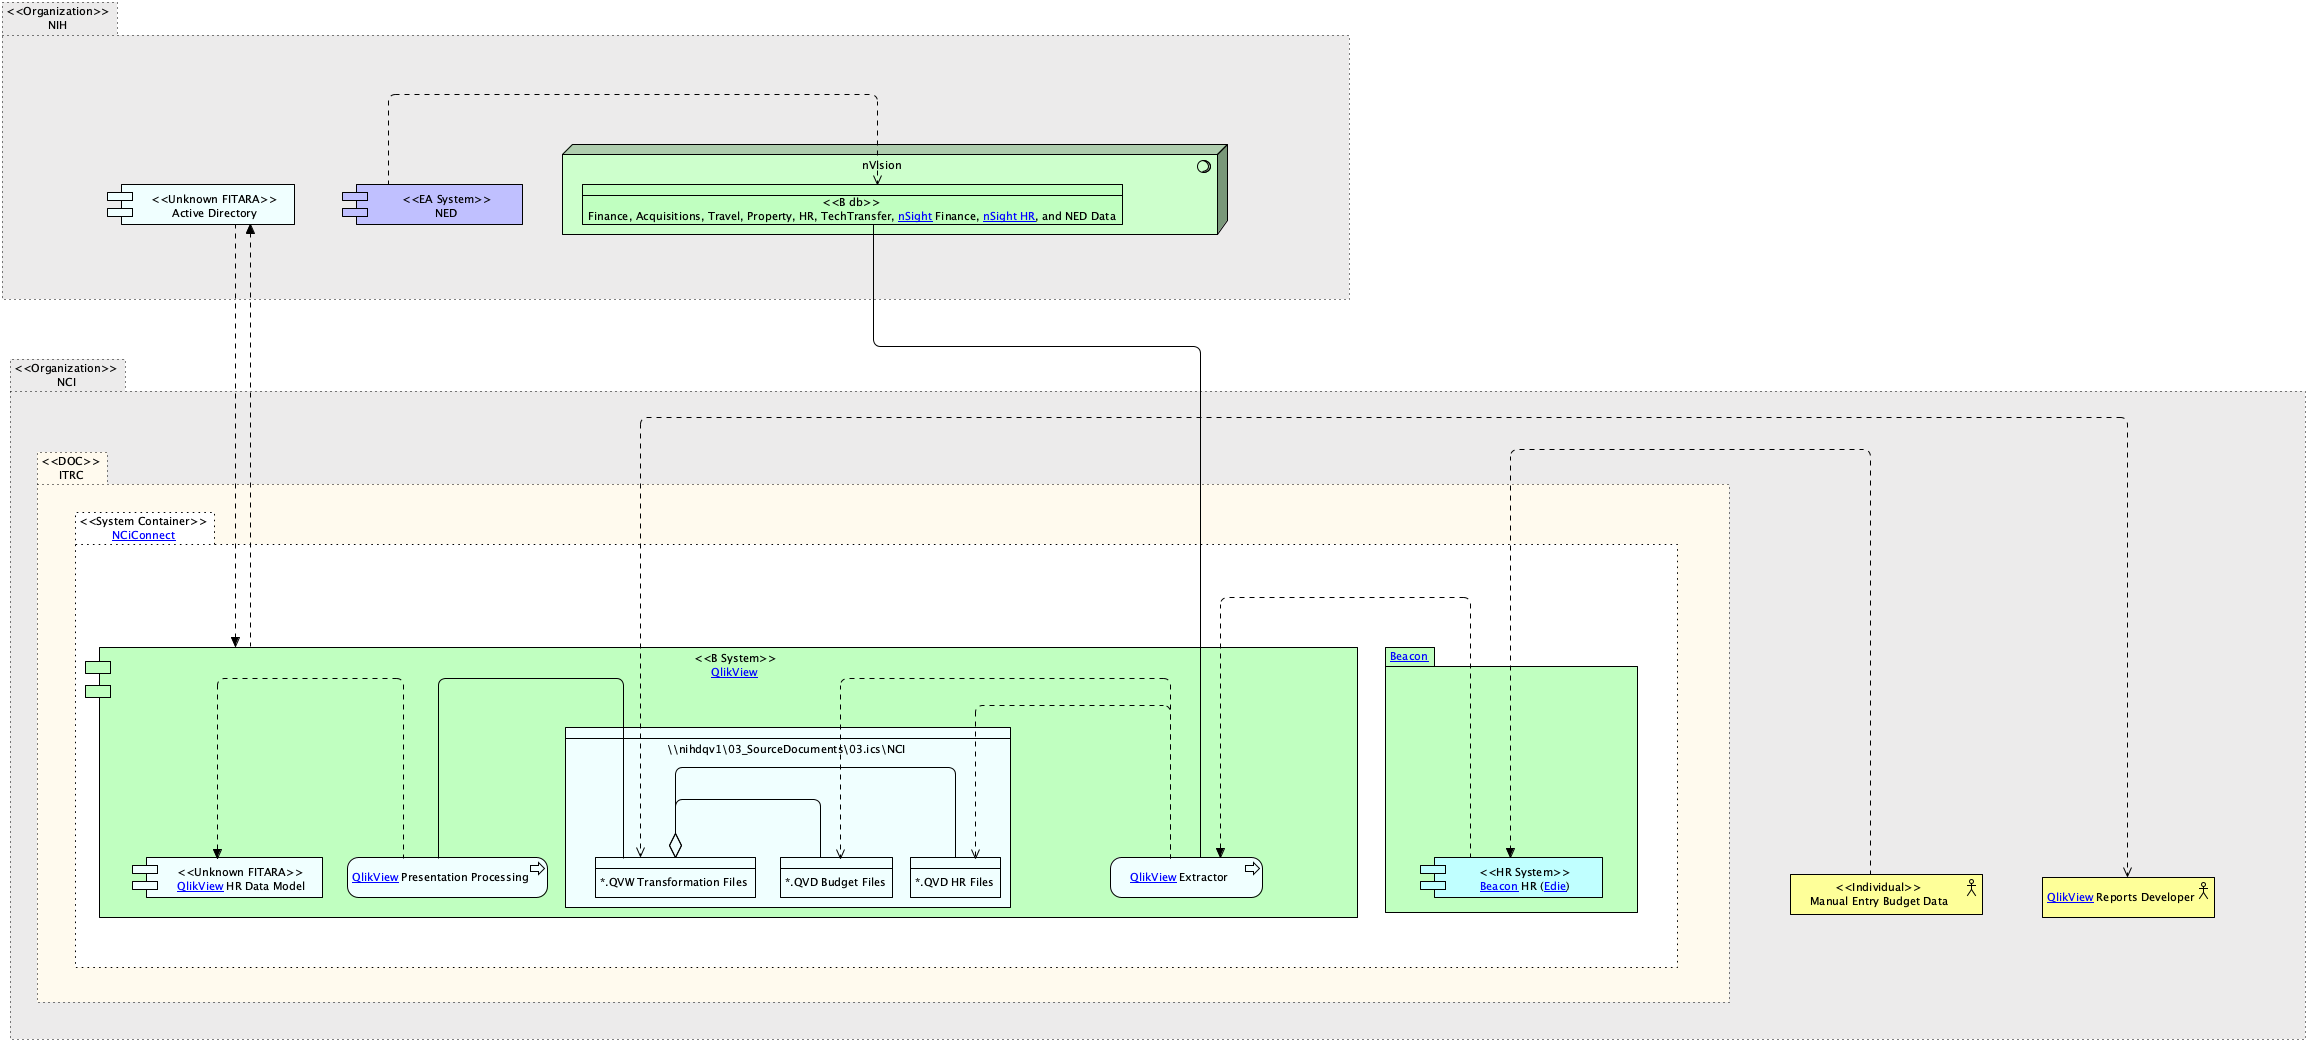 <<Organization>>
NIH
nVision
<<Unknown FITARA>>
Active Directory
<<EA System>>
NED
<<B db>>
Finance, Acquisitions, Travel, Property, HR, TechTransfer, nSight Finance, nSight HR, and NED Data
<<Organization>>
NCI
<<DOC>>
ITRC
<<System Container>>
NCiConnect
<<B System>>
QlikView
Beacon
\\nihdqv1\03_SourceDocuments\03.ics\NCI
<<Unknown FITARA>>
QlikView HR Data Model
QlikView Presentation Processing
*.QVW Transformation Files
*.QVD Budget Files
*.QVD HR Files
QlikView Extractor
<<HR System>>
Beacon HR (Edie)
<<Individual>>
Manual Entry Budget Data
QlikView Reports Developer